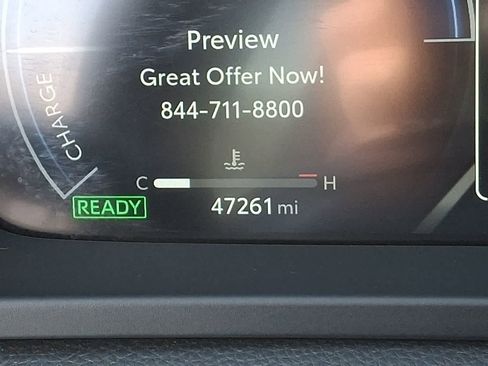 Preview
Great Offer Now!
844-711-8800
CHARGE
C H
READY 47261 mi